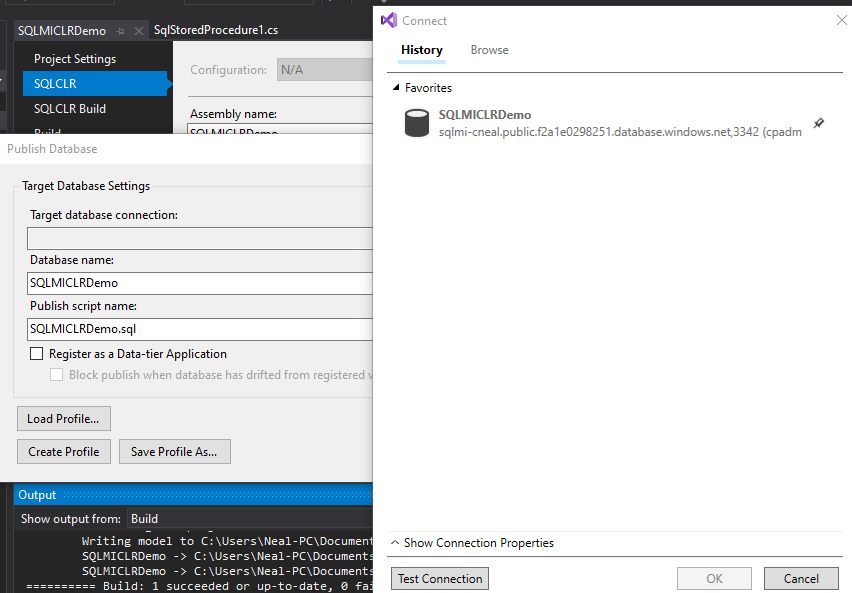 SQLMICLRDemo
SqlStoredProcedure1.cs
Project Settings
SQLCLR
SQLCLR Build
Build
Configuration:
N/A
Assembly name:
SQLMICLRDemo
Publish Database
Target Database Settings
Target database connection:
Database name:
SQLMICLRDemo
Publish script name:
SQLMICLRDemo.sql
Register as a Data-tier Application
Block publish when database has drifted from registered v
Load Profile...
Create Profile
Save Profile As...
Output
Show output from:
Build
Writing model to C:\Users\Neal-PC\Document
SQLMICLRDemo -> C:\Users\Neal-PC\Documents
SQLMICLRDemo -> C:\Users\Neal-PC\Documents
========== Build: 1 succeeded or up-to-date, 0 fai
Connect
History
Browse
Favorites
SQLMICLRDemo
sqlmi-cneal.public.f2a1e0298251.database.windows.net,3342 (cpadm
Show Connection Properties
Test Connection
OK
Cancel